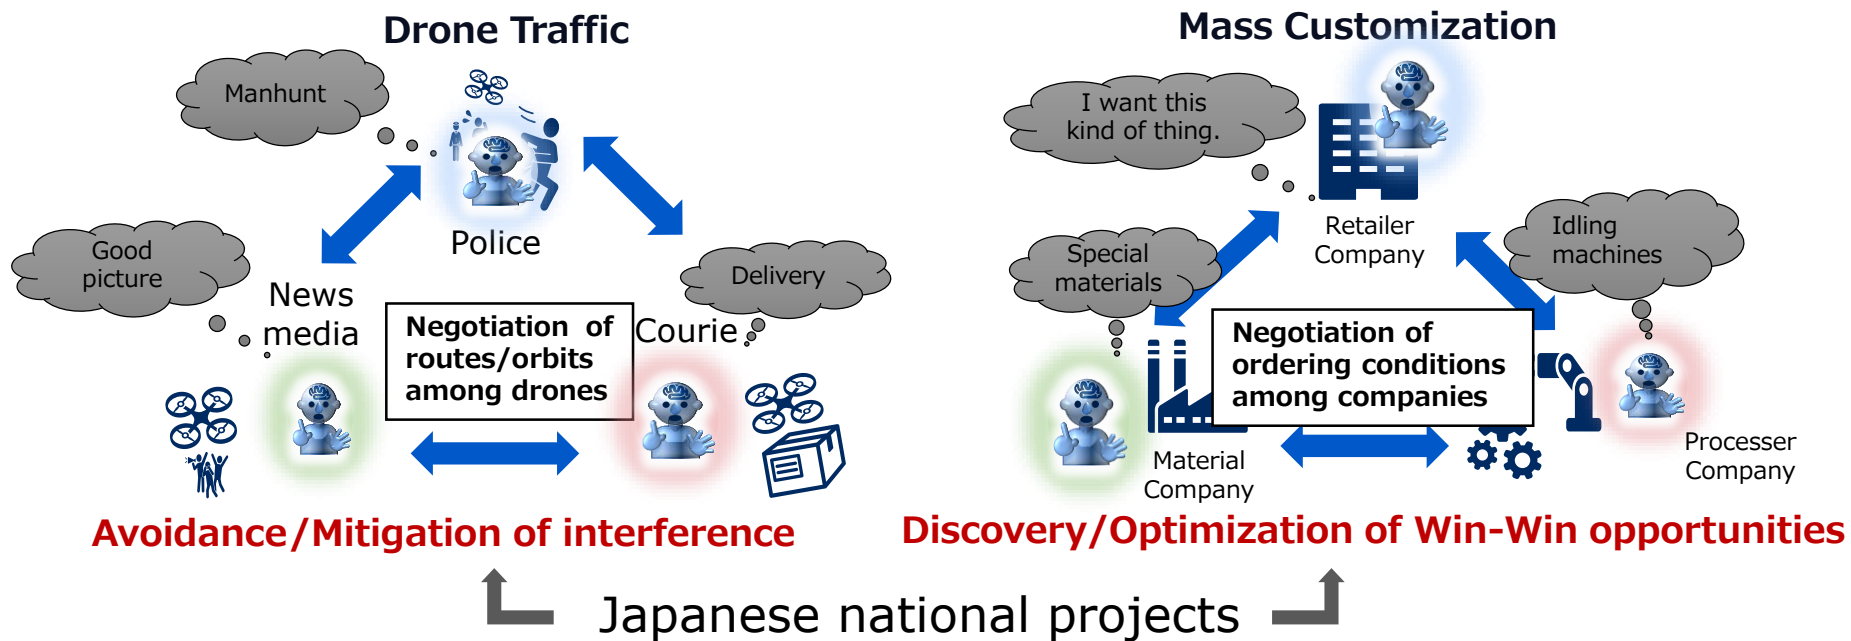 Drone Traffic
Manhunt
Police
Good
picture
News
media
Delivery
Courie
Negotiation of
routes/orbits
among drones
Avoidance/Mitigation of interference
Mass Customization
I want this
kind of thing.
Retailer
Company
Special
materials
Idling
machines
Negotiation of
ordering conditions
among companies
Material
Company
Processer
Company
Discovery/Optimization of Win-Win opportunities
Japanese national projects